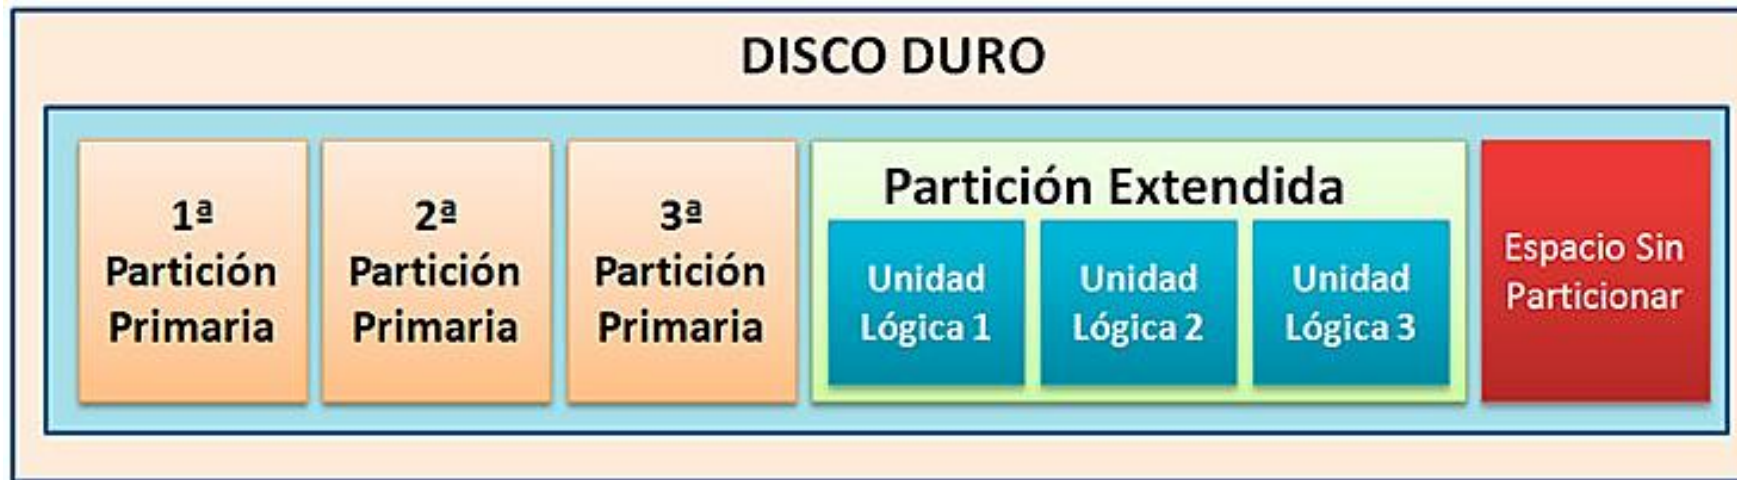 DISCO DURO
1ª
Partición
Primaria
2ª
Partición
Primaria
3ª
Partición
Primaria
Partición Extendida
Unidad
Lógica 1
Unidad
Lógica 2
Unidad
Lógica 3
Espacio Sin
Particionar